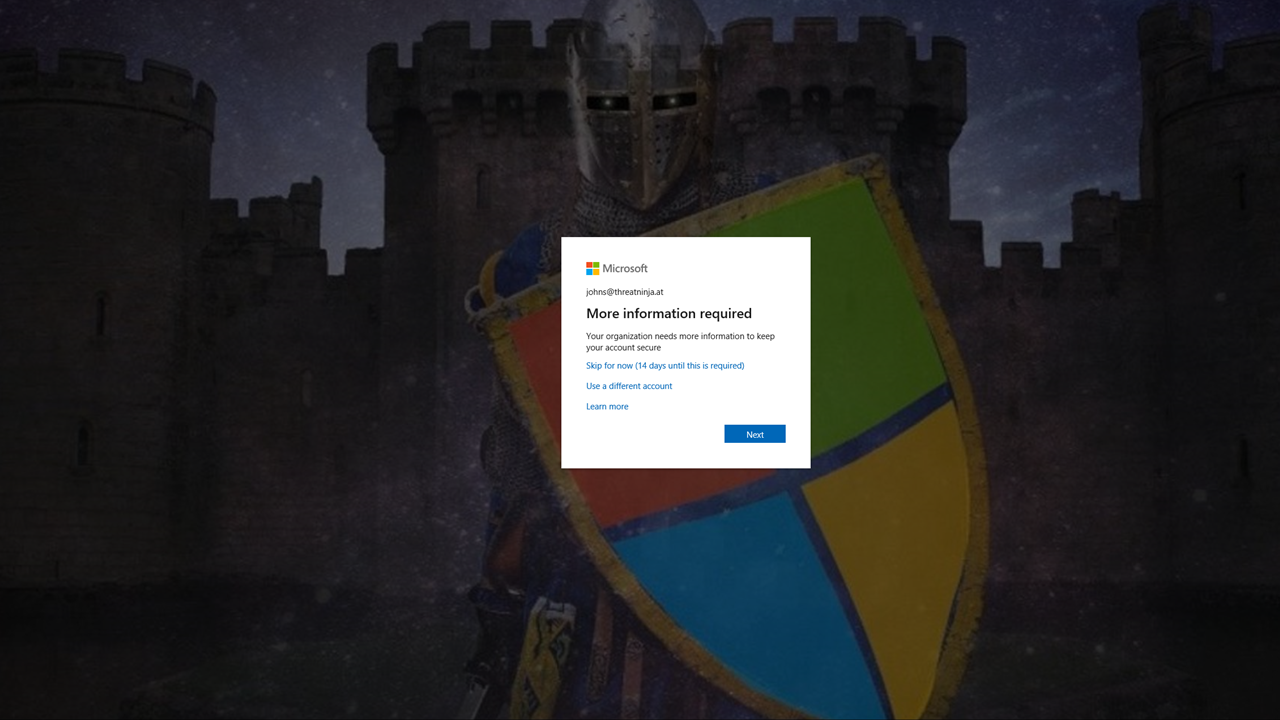 Microsoft
johns@threatninja.at
More information required
Your organization needs more information to keep
your account secure
Skip for now (14 days until this is required)
Use a different account
Learn more
Next